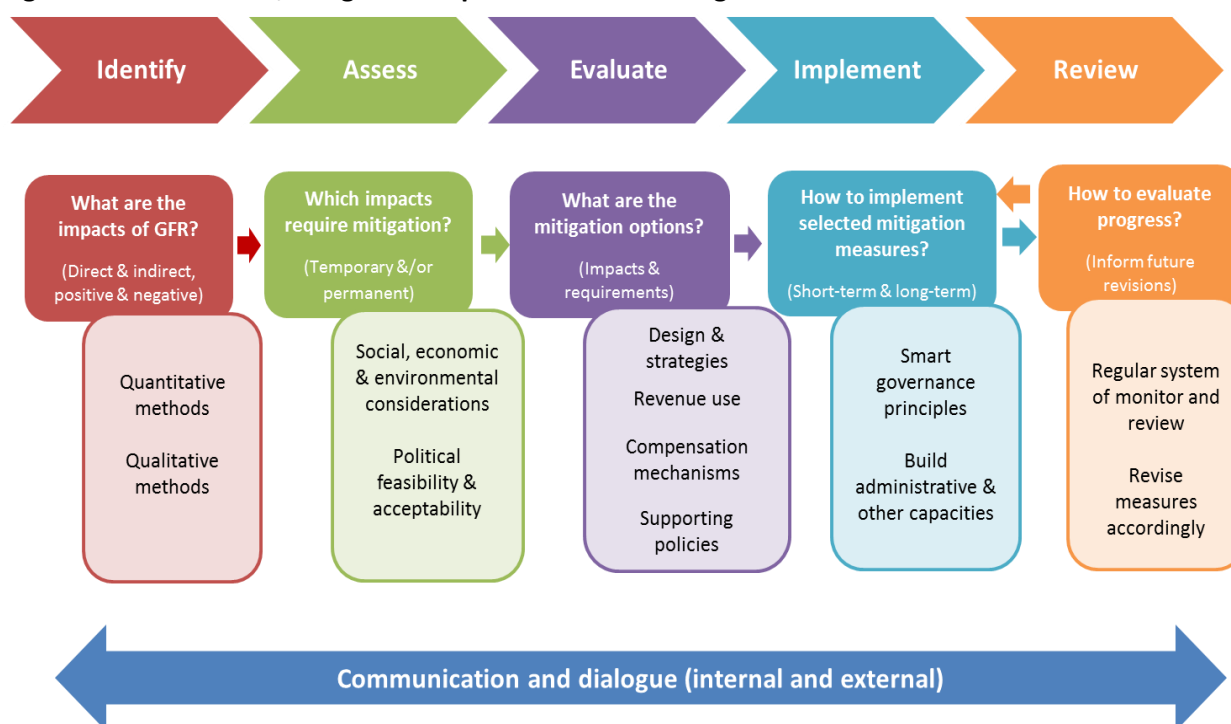 Identify
Assess
Evaluate
Implement
Review
What are the
impacts of GFR?
(Direct & indirect,
positive & negative)
Quantitative
methods
Qualitative
methods
Which impacts
require mitigation?
(Temporary &/or
permanent)
Social, economic
& environmental
considerations
Political
feasibility &
acceptability
What are the
mitigation options?
(Impacts &
requirements)
Design &
strategies
Revenue use
Compensation
mechanisms
Supporting
policies
How to implement
selected mitigation
measures?
(Short-term & long-term)
Smart
governance
principles
Build
administrative &
other capacities
How to evaluate
progress?
(Inform future
revisions)
Regular system
of monitor and
review
Revise
measures
accordingly
Communication and dialogue (internal and external)